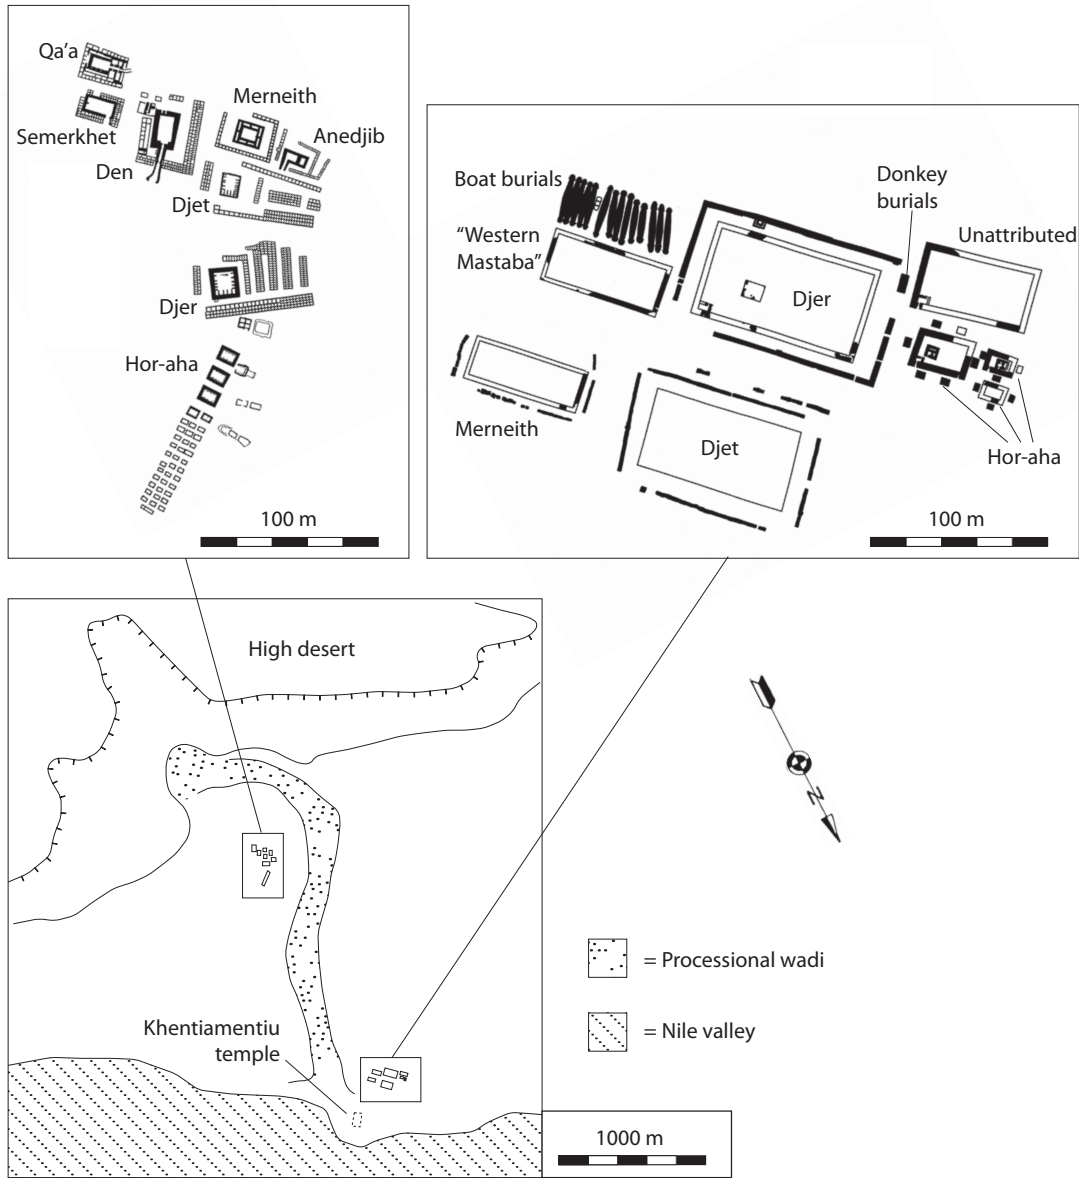 Qa’a
Semerkhet
Den
Merneith
Anedjib
Djet
Djer
Hor-aha
100 m
Boat burials
“Western
Mastaba”
Donkey
burials
Unattributed
Djer
Merneith
Djet
Hor-aha
100 m
High desert
Khentiamentiu
temple
N
= Processional wadi
= Nile valley
1000 m